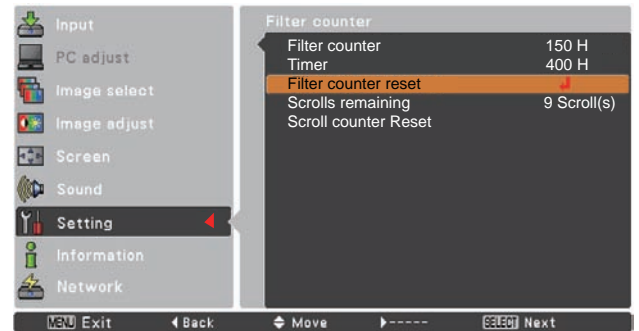 Input
PC adjust
Image select
Image adjust
Screen
Sound
Setting
Information
Network
Filter counter
Filter counter 150 H
Timer 400 H
Filter counter reset
Scrolls remaining 9 Scroll(s)
Scroll counter Reset
MENU Exit Back Move ----- SELECT Next